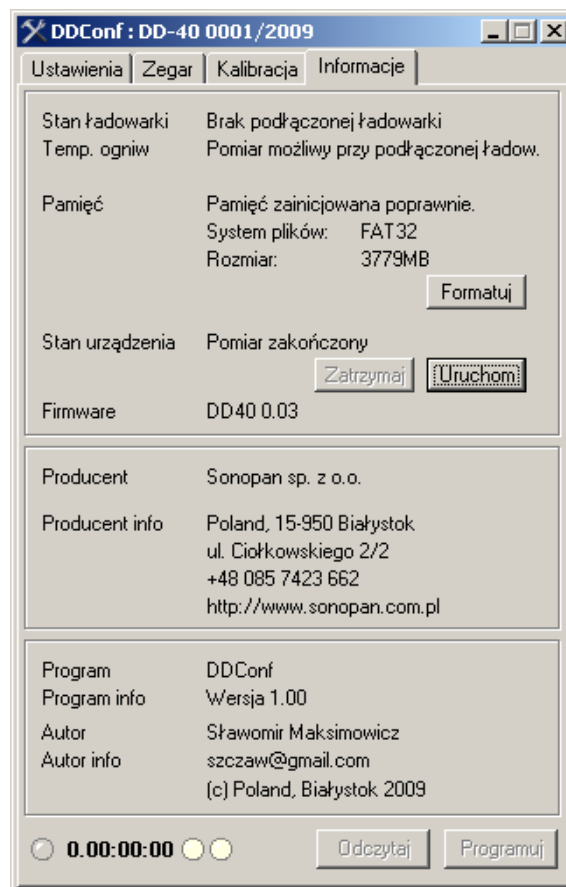 DDConf : DD-40 0001/2009
Ustawienia Zegar Kalibracja Informacje
Stan ładowarki Brak podłączonej ładowarki
Temp. ogniw Pomiar możliwy przy podłączonej ładow.
Pamięć Pamięć zainicjowana poprawnie.
System plików: FAT32
Rozmiar: 3779MB
Formatuj
Stan urządzenia Pomiar zakończony
Zatrzymaj Uruchom
Firmware DD40 0.03
Producent Sonopan sp. z o.o.
Producent info Poland, 15-950 Białystok
ul. Ciołkowskiego 2/2
+48 085 7423 662
http://www.sonopan.com.pl
Program DDConf
Program info Wersja 1.00
Autor Sławomir Maksimowicz
Autor info szczaw@gmail.com
(c) Poland, Białystok 2009
0.00:00:00 Odczytaj Programuj